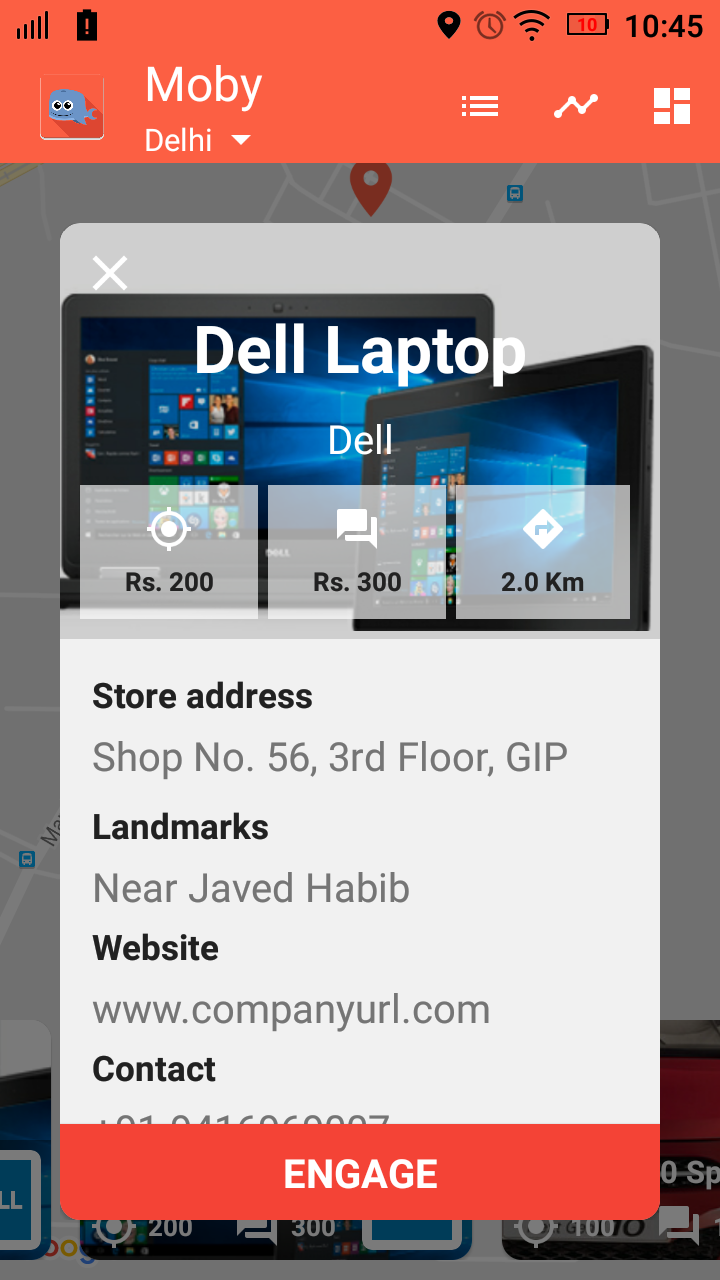 10
10:45
Moby
Delhi
Dell Laptop
Dell
DELL
Rs. 200
Rs. 300
2.0 Km
Store address
Shop No. 56, 3rd Floor, GIP
Landmarks
Near Javed Habib
Website
www.companyurl.com
Contact
ENGAGE
0 Sp
LL
200
300
100